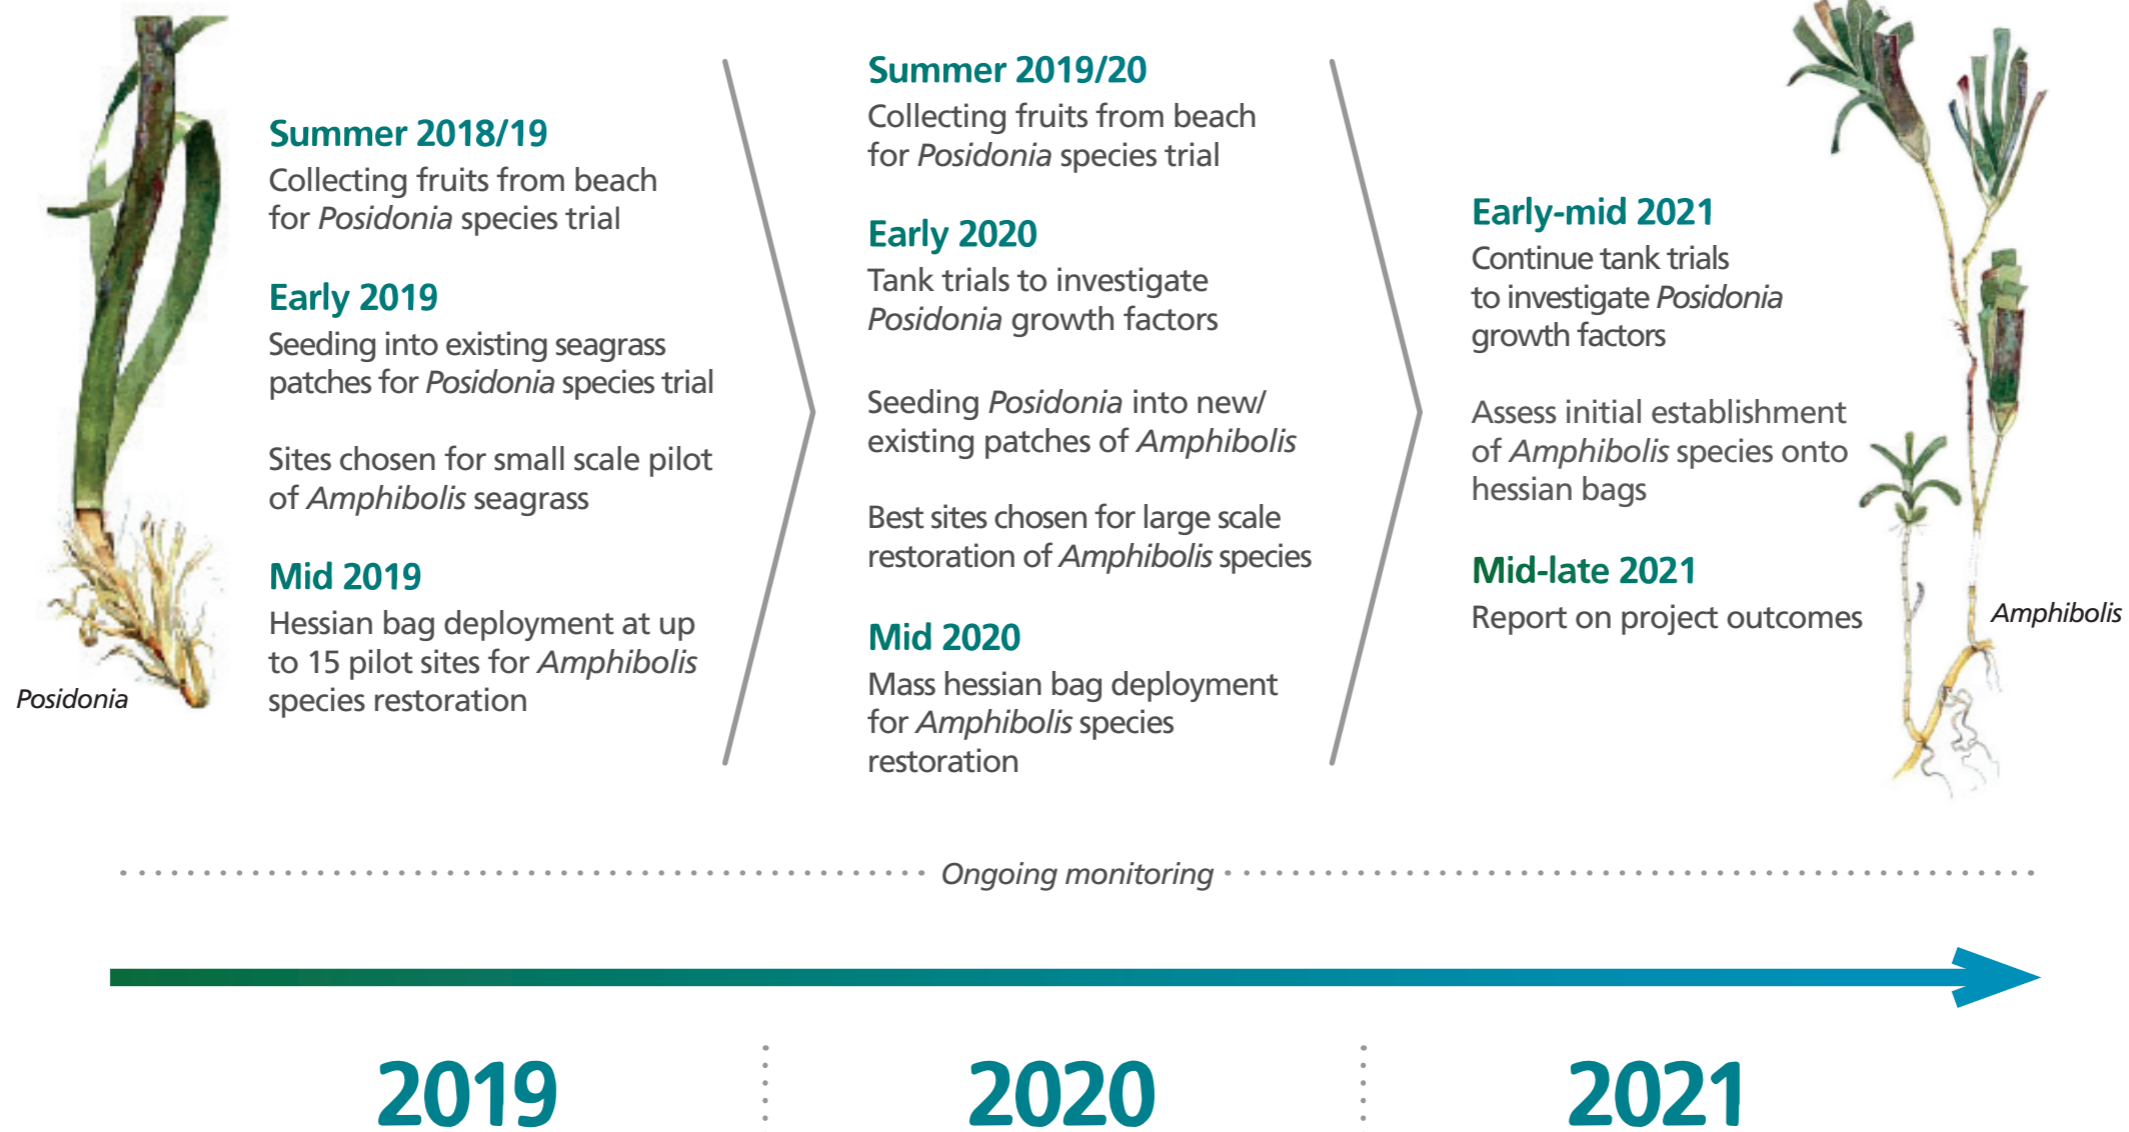 Summer 2018/19
Collecting fruits from beach
for Posidonia species trial
Early 2019
Seeding into existing seagrass
patches for Posidonia species trial
Sites chosen for small scale pilot
of Amphibolis seagrass
Mid 2019
Hessian bag deployment at up
to 15 pilot sites for Amphibolis
species restoration
Posidonia
Summer 2019/20
Collecting fruits from beach
for Posidonia species trial
Early 2020
Tank trials to investigate
Posidonia growth factors
Seeding Posidonia into new/
existing patches of Amphibolis
Best sites chosen for large scale
restoration of Amphibolis species
Mid 2020
Mass hessian bag deployment
for Amphibolis species
restoration
Early-mid 2021
Continue tank trials
to investigate Posidonia
growth factors
Assess initial establishment
of Amphibolis species onto
hessian bags
Mid-late 2021
Report on project outcomes
Amphibolis
Ongoing monitoring
2019
2020
2021